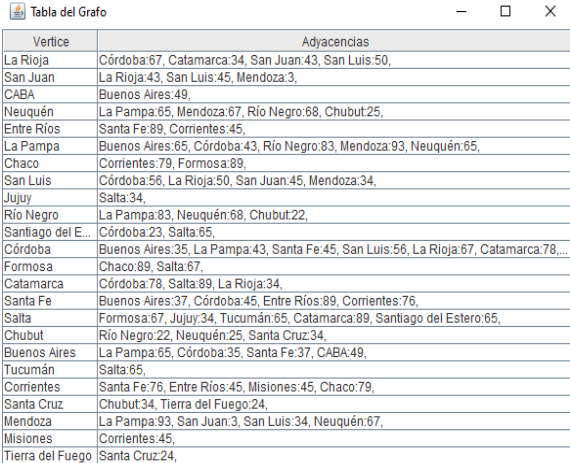 Tabla del Grafo
Vertice Adyacencias
La Rioja Córdoba:67, Catamarca:34, San Juan:43, San Luis:50,
San Juan La Rioja:43, San Luis:45, Mendoza:3,
CABA Buenos Aires:49,
Neuquén La Pampa:65, Mendoza:67, Río Negro:68, Chubut:25,
Entre Ríos Santa Fe:89, Corrientes:45,
La Pampa Buenos Aires:65, Córdoba:43, Río Negro:83, Mendoza:93, Neuquén:65,
Chaco Corrientes:79, Formosa:89,
San Luis Córdoba:56, La Rioja:50, San Juan:45, Mendoza:34,
Jujuy Salta:34,
Río Negro La Pampa:83, Neuquén:68, Chubut:22,
Santiago del E... Córdoba:23, Salta:65,
Córdoba Buenos Aires:35, La Pampa:43, Santa Fe:45, San Luis:56, La Rioja:67, Catamarca:78,...
Formosa Chaco:89, Salta:67,
Catamarca Córdoba:78, Salta:89, La Rioja:34,
Santa Fe Buenos Aires:37, Córdoba:45, Entre Ríos:89, Corrientes:76,
Salta Formosa:67, Jujuy:34, Tucumán:65, Catamarca:89, Santiago del Estero:65,
Chubut Río Negro:22, Neuquén:25, Santa Cruz:34,
Buenos Aires La Pampa:65, Córdoba:35, Santa Fe:37, CABA:49,
Tucumán Salta:65,
Corrientes Santa Fe:76, Entre Ríos:45, Misiones:45, Chaco:79,
Santa Cruz Chubut:34, Tierra del Fuego:24,
Mendoza La Pampa:93, San Juan:3, San Luis:34, Neuquén:67,
Misiones Corrientes:45,
Tierra del Fuego Santa Cruz:24,